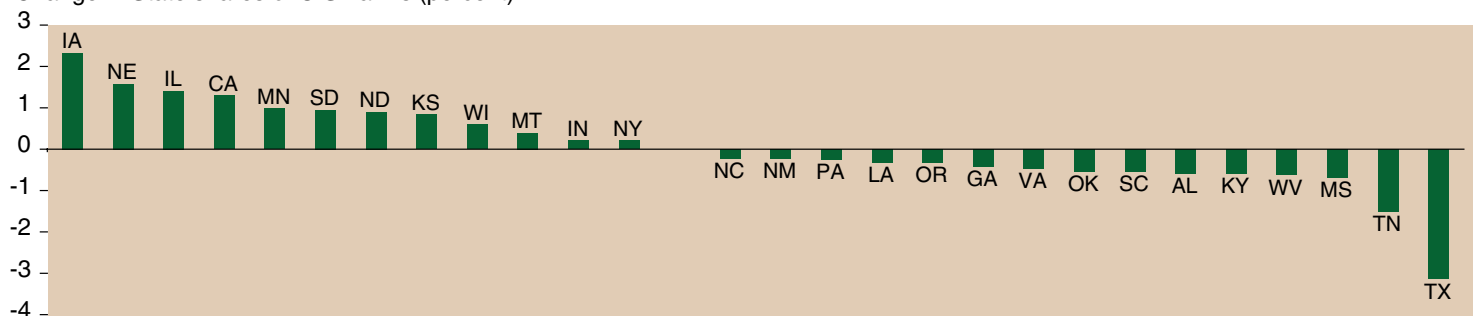 3
2
1
0
-1
-2
-3
-4
IA
NE
IL
CA
MN
SD
ND
KS
WI
MT
IN
NY
NC
NM
PA
LA
OR
GA
VA
OK
SC
AL
KY
WV
MS
TN
TX